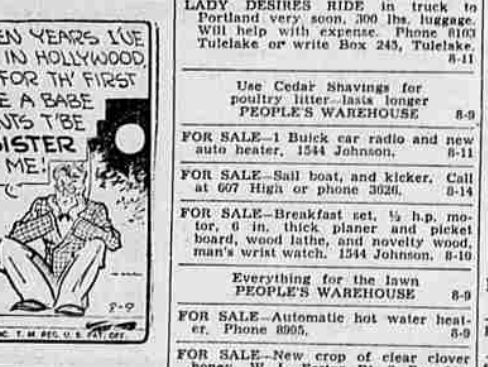 EN YEARS I'VE
IN HOLLYWOOD,
FOR TH' FIRST
E A BABE
NTS T'BE
SISTER
ME!
8-9
T. M. REG. U. S. PAT. OFF.
LADY DESIRES RIDE in truck to
Portland very soon, 300 lbs. luggage.
Will help with expense. Phone 8103
Tulelake or write Box 245, Tulelake.
8-11
Use Cedar Shavings for
poultry litter—lasts longer
PEOPLE'S WAREHOUSE 8-9
FOR SALE—1 Buick car radio and new
auto heater, 1544 Johnson. 8-11
FOR SALE—Sail boat, and kicker. Call
at 607 High or phone 3626. 8-14
FOR SALE—Breakfast set, ½ h.p. mo-
tor, 6 in. thick planer and picket
board, wood lathe, and novelty wood,
man's wrist watch. 1544 Johnson. 8-10
Everything for the lawn
PEOPLE'S WAREHOUSE 8-9
FOR SALE—Automatic hot water heat-
er. Phone 8905. 8-9
FOR SALE—New crop of clear clover